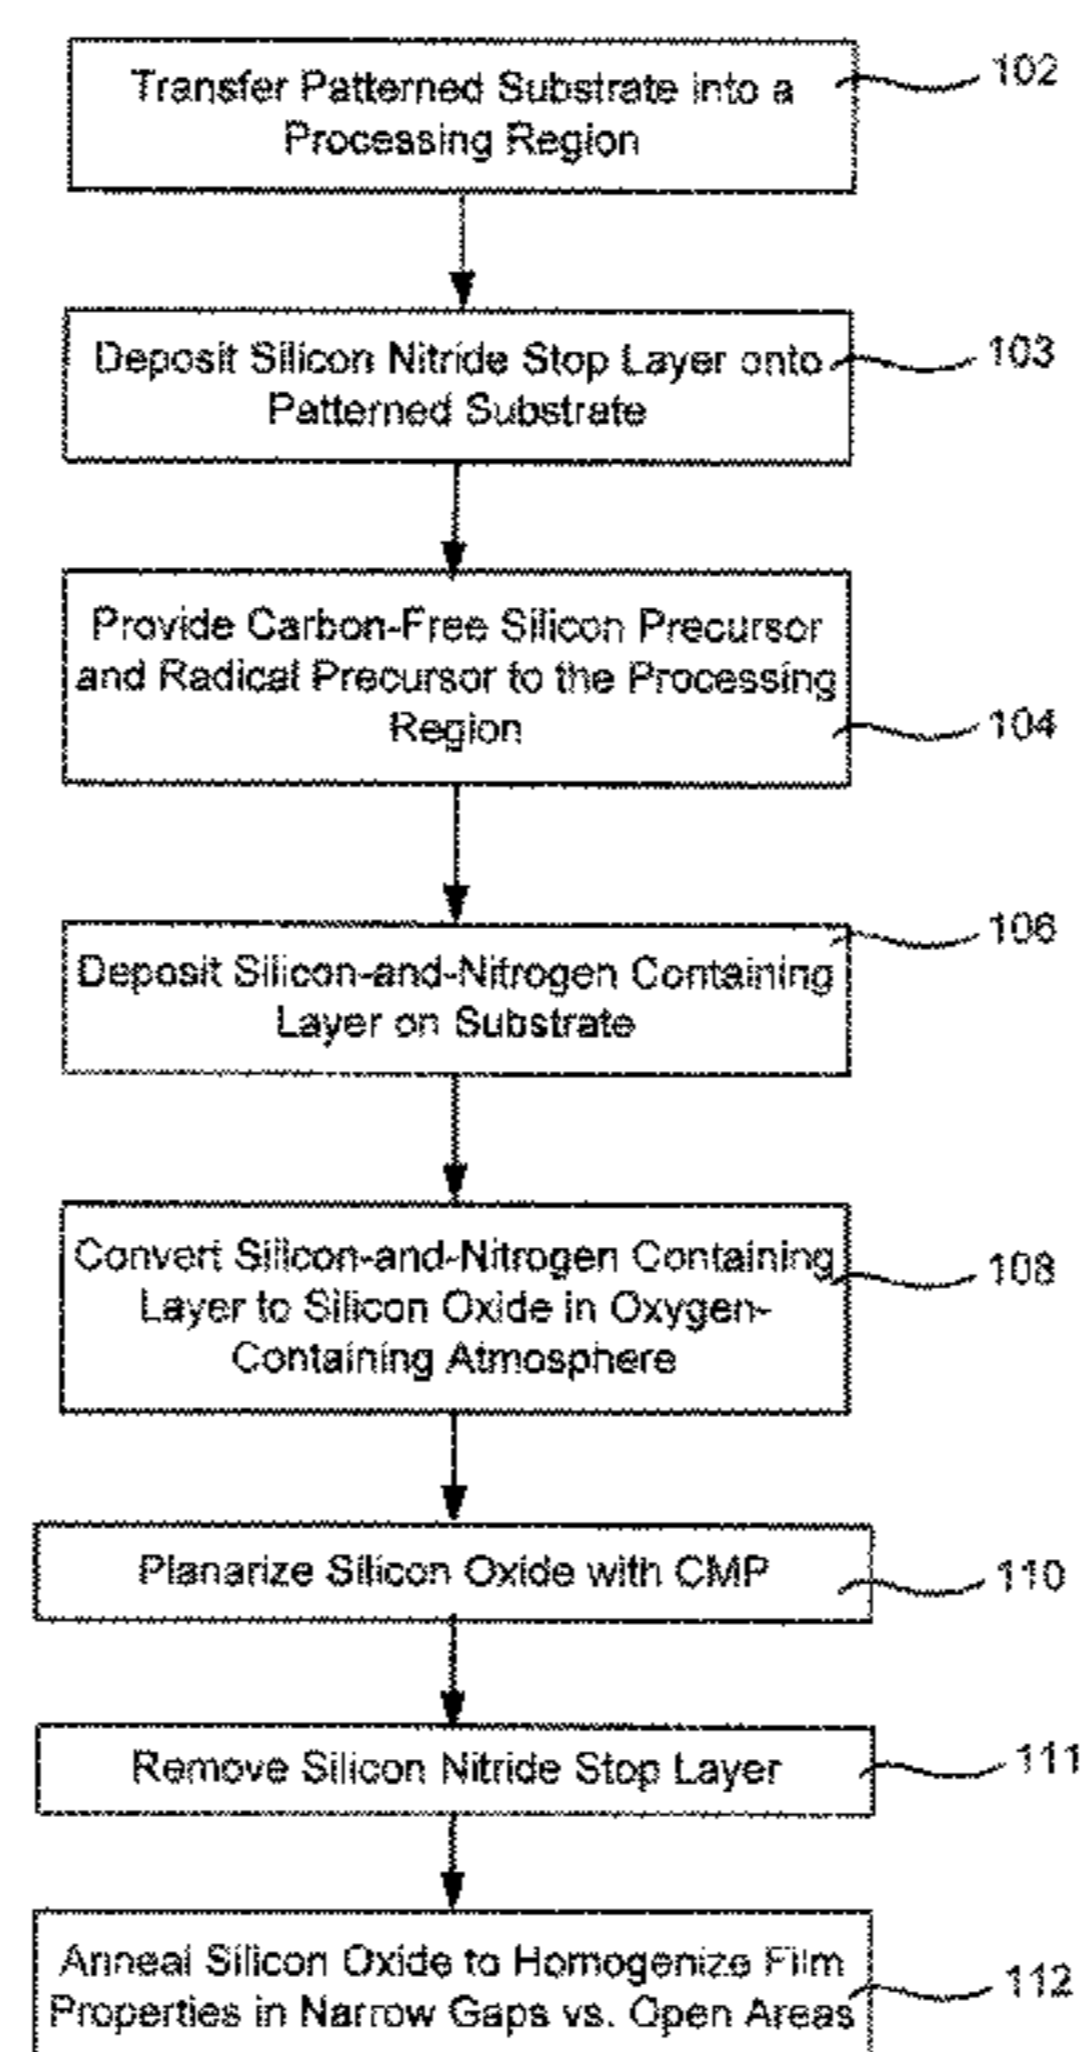 Transfer Patterned Substrate into a
Processing Region
102
Deposit Silicon Nitride Stop Layer onto
Patterned Substrate
103
Provide Carbon-Free Silicon Precursor
and Radical Precursor to the Processing
Region
104
Deposit Silicon-and-Nitrogen Containing
Layer on Substrate
106
Convert Silicon-and-Nitrogen Containing
Layer to Silicon Oxide in Oxygen-
Containing Atmosphere
108
Planarize Silicon Oxide with CMP
110
Remove Silicon Nitride Stop Layer
111
Anneal Silicon Oxide to Homogenize Film
Properties in Narrow Gaps vs. Open Areas
112